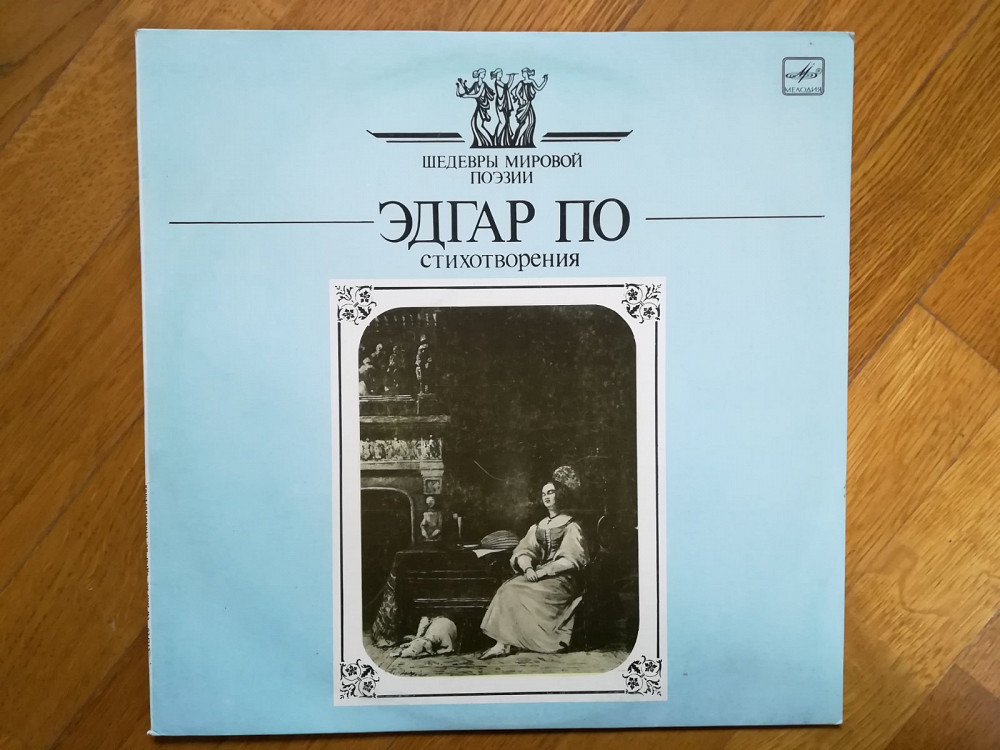 МЕЛОДИЯ
ШЕДЕВРЫ МИРОВОЙ
ПОЭЗИИ
ЭДГАР ПО
стихотворения